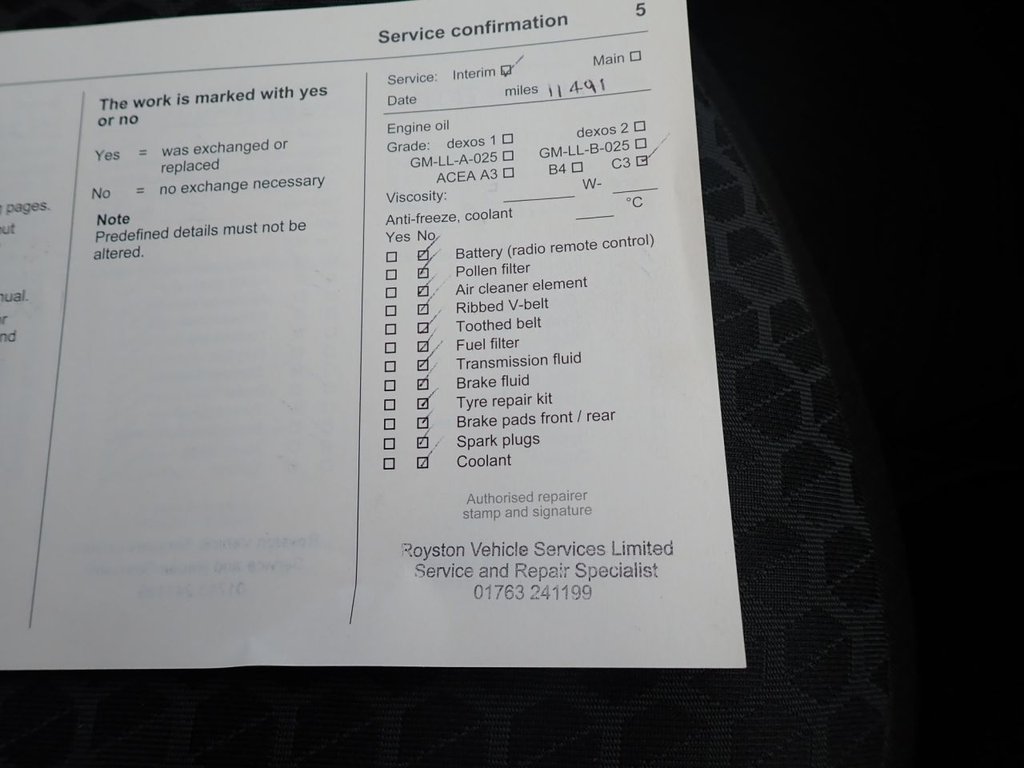 Service confirmation
5
pages.
nual.
nd
The work is marked with yes
or no
Yes = was exchanged or
replaced
No = no exchange necessary
Note
Predefined details must not be
altered.
Service: Interim ☑ Main ☐
Date miles 11 491
Engine oil
Grade: dexos 1 ☐ dexos 2 ☐
GM-LL-A-025 ☐ GM-LL-B-025 ☐
ACEA A3 ☐ B4 ☐ C3 ☑
Viscosity: ______ W- ______
Anti-freeze, coolant ____ °C
Yes No
☐ ☑ Battery (radio remote control)
☐ ☑ Pollen filter
☐ ☑ Air cleaner element
☐ ☑ Ribbed V-belt
☐ ☑ Toothed belt
☐ ☑ Fuel filter
☐ ☑ Transmission fluid
☐ ☑ Brake fluid
☐ ☑ Tyre repair kit
☐ ☑ Brake pads front / rear
☐ ☑ Spark plugs
☐ ☑ Coolant
Authorised repairer
stamp and signature
Royston Vehicle Services Limited
Service and Repair Specialist
01763 241199